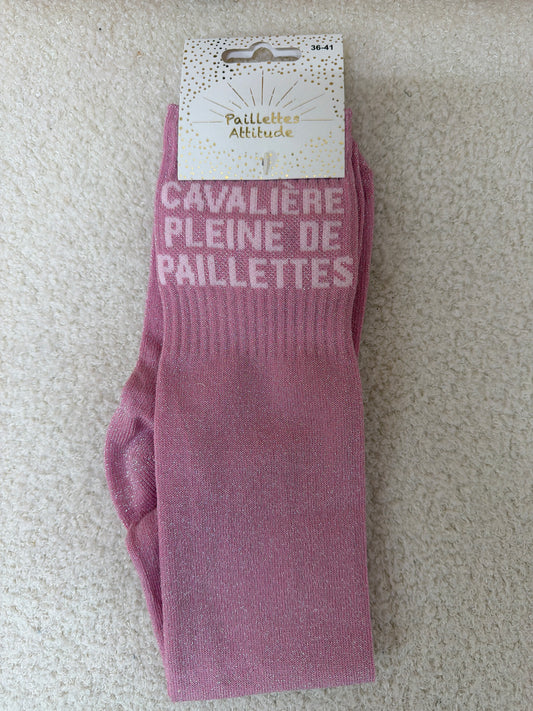 36-41
Paillettes
Attitude
CAVALIÈRE
PLEINE DE
PAILLETTES